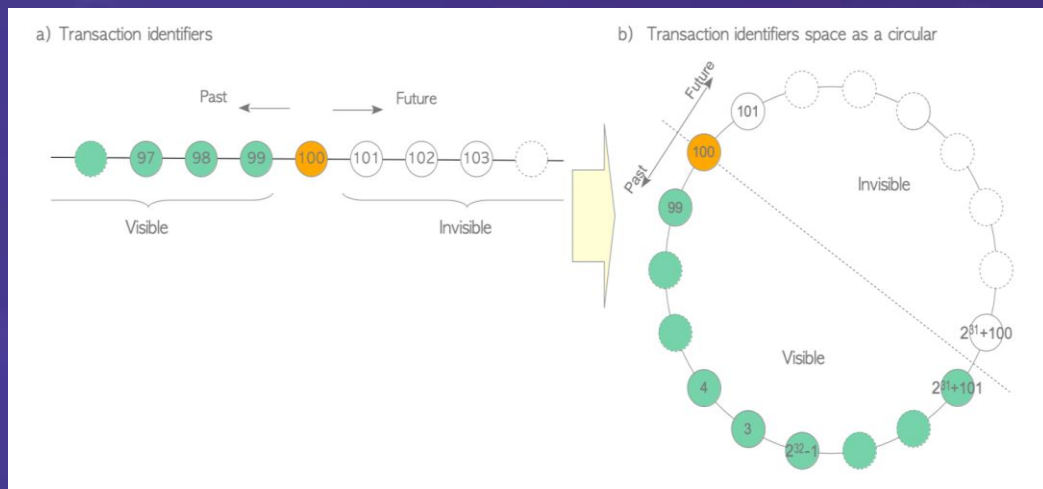 a) Transaction identifiers
Past
Future
97
98
99
100
101
102
103
Visible
Invisible
b) Transaction identifiers space as a circular
Future
Past
101
100
99
Invisible
2³¹+100
Visible
2³¹+101
4
3
2³²-1